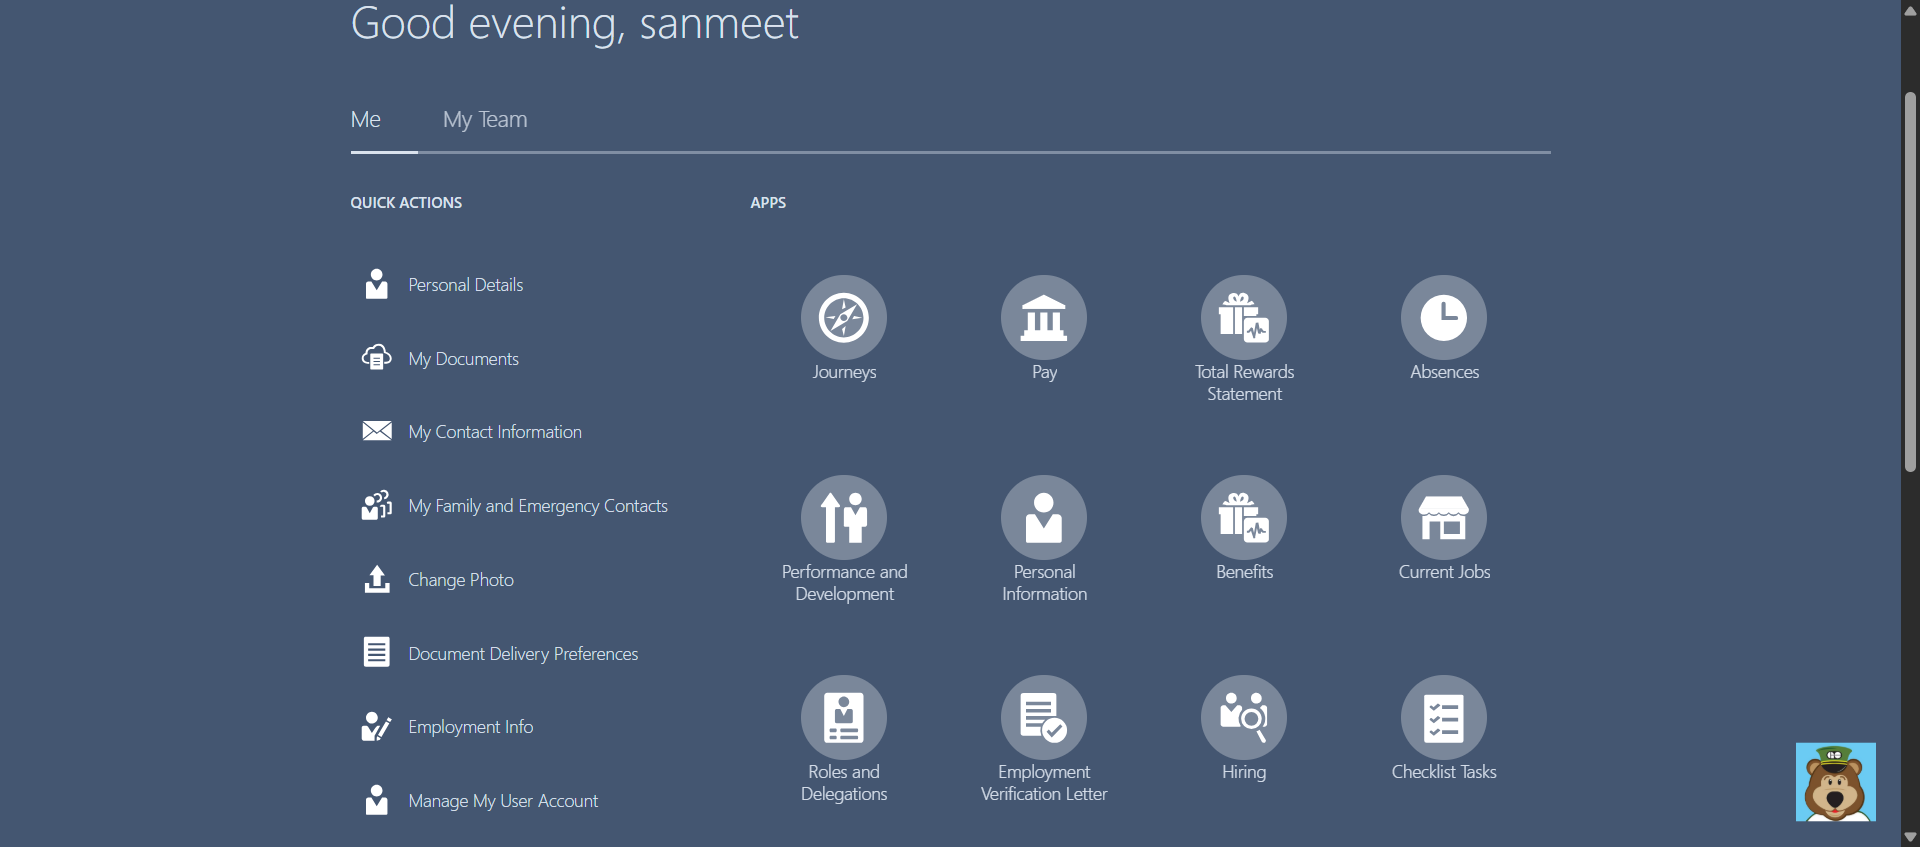 Good evening, sanmeet
Me
My Team
QUICK ACTIONS
Personal Details
My Documents
My Contact Information
My Family and Emergency Contacts
Change Photo
Document Delivery Preferences
Employment Info
Manage My User Account
APPS
Journeys
Pay
Total Rewards
Statement
Absences
Performance and
Development
Personal
Information
Benefits
Current Jobs
Roles and
Delegations
Employment
Verification Letter
Hiring
Checklist Tasks